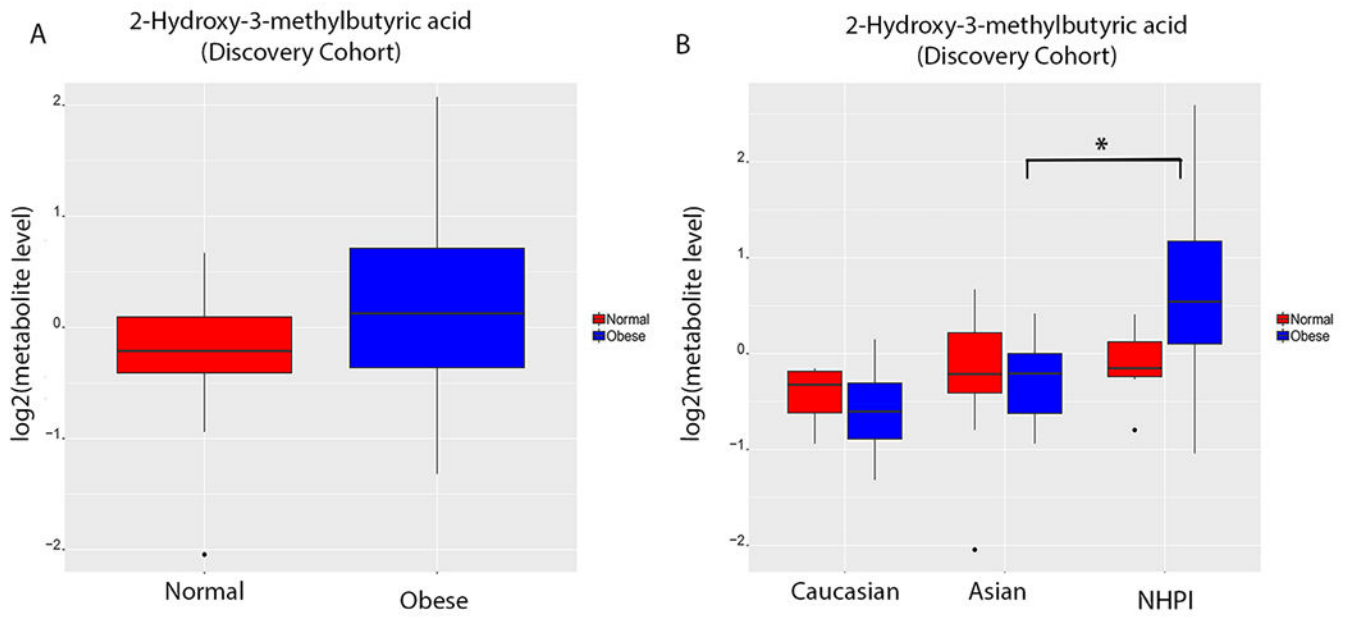 A
2-Hydroxy-3-methylbutyric acid
(Discovery Cohort)
log2(metabolite level)
2
1
0
−1
−2
Normal
Obese
Normal
Obese
B
2-Hydroxy-3-methylbutyric acid
(Discovery Cohort)
log2(metabolite level)
2
1
0
−1
−2
*
Caucasian
Asian
NHPI
Normal
Obese